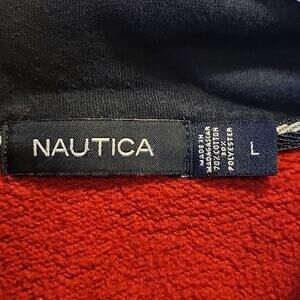 NAUTICA
MADE IN
MADAGASCAR
70% COTTON
30% POLYESTER
L